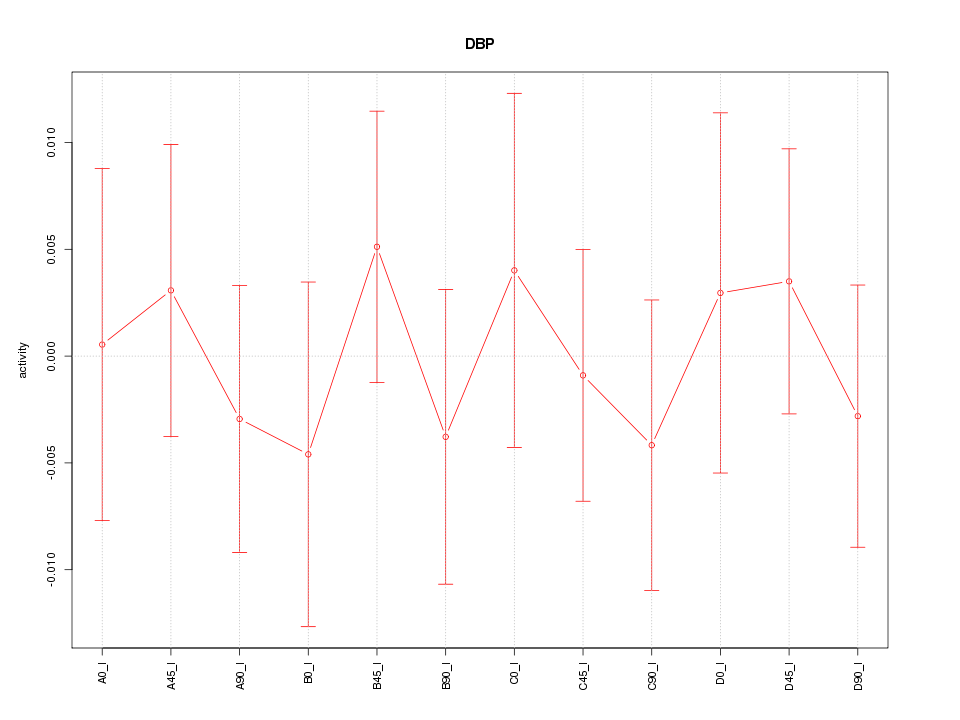 DBP
activity
0.010
0.005
0.000
-0.005
-0.010
A0_I
A45_I
A90_I
B0_I
B45_I
B90_I
C0_I
C45_I
C90_I
D0_I
D45_I
D90_I